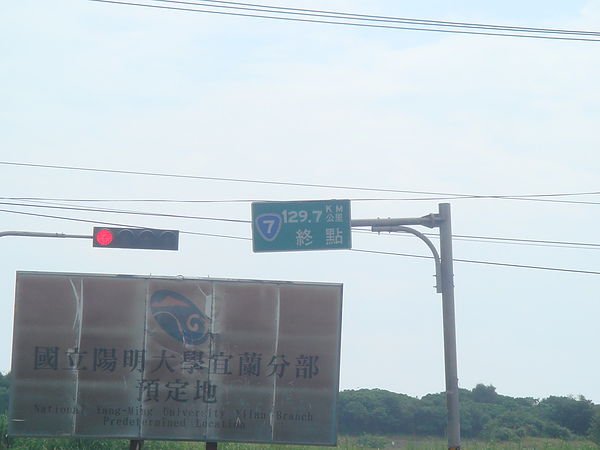 7 129.7 KM 公里
終點
國立陽明大學宜蘭分部
預定地
National Yang-Ming University Yilan Branch
Predetermined Location